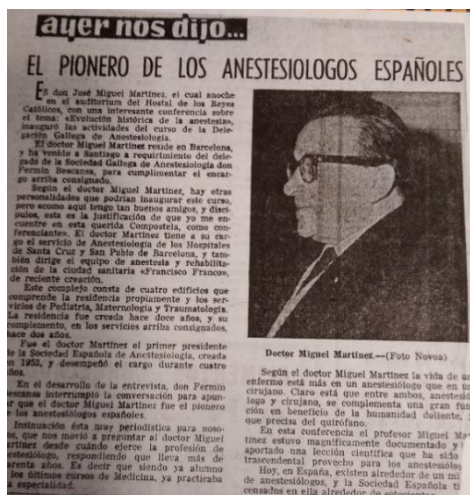 ayer nos dijo...
EL PIONERO DE LOS ANESTESIOLOGOS ESPAÑOLES
ES don José Miguel Martínez, el cual anoche
en el auditorium del Hostal de los Reyes
Católicos, con una interesante conferencia sobre
el tema: «Evolución histórica de la anestesia»,
inauguró las actividades del curso de la Dele-
gación Gallega de Anestesiología.
El doctor Miguel Martínez reside en Barcelona,
y ha venido a Santiago a requirimiento del dele-
gado de la Sociedad Gallega de Anestesiología don
Fermín Bescansa, para cumplimentar el encar-
go arriba consignado.
Según el doctor Miguel Martínez, hay otras
personalidades que podrían inaugurar este curso,
pero «como aquí tengo tan buenos amigos, y discí-
pulos, esta es la justificación de que yo me en-
cuentre en esta querida Compostela, como con-
ferenciante». El doctor Martínez tiene a su car-
go el servicio de Anestesiología de los Hospitales
de Santa Cruz y San Pablo de Barcelona, y tam-
bién dirige el equipo de anestesia y rehabilita-
ción de la ciudad sanitaria «Francisco Franco»,
de reciente creación.
Este complejo consta de cuatro edificios que
comprende la residencia propiamente y los ser-
vicios de Pediatría, Maternología y Traumatología.
La residencia fue creada hace doce años, y su
complemento, en los servicios arriba consignados,
hace dos años.
Fue el doctor Martínez el primer presidente
de la Sociedad Española de Anestesiología, creada
en 1953, y desempeñó el cargo durante cuatro
años.
En el desarrollo de la entrevista, don Fermín
Bescansa interrumpió la conversación para apun-
tar que el doctor Miguel Martínez fue el pionero
de los anestesiólogos españoles.
Insinuación ésta muy periodística para noso-
tros, que nos movió a preguntar al doctor Miguel
Martínez desde cuándo ejerce la profesión de
anestesiólogo, respondiendo que lleva más de
cuarenta años. Es decir que siendo ya alumno
de los últimos cursos de Medicina, ya practicaba
la especialidad.
Doctor Miguel Martínez.—(Foto Novoa)
Según el doctor Martínez la vida de un
enfermo está más en un anestesiólogo que en un
cirujano. Claro que entre ambos, anestesió-
logo y cirujano, se complementa una gran fun-
ción en beneficio de la humanidad doliente,
que precisa del quirófano.
En esta conferencia el profesor Miguel Mar-
tínez estuvo magníficamente documentado y
aportado una lección científica que ha sido
trascendental provecho para los anestesiólogos
Hoy, en España, existen alrededor de un mi
de anestesiólogos, y la Sociedad Española ti
censados en ella alrededor de